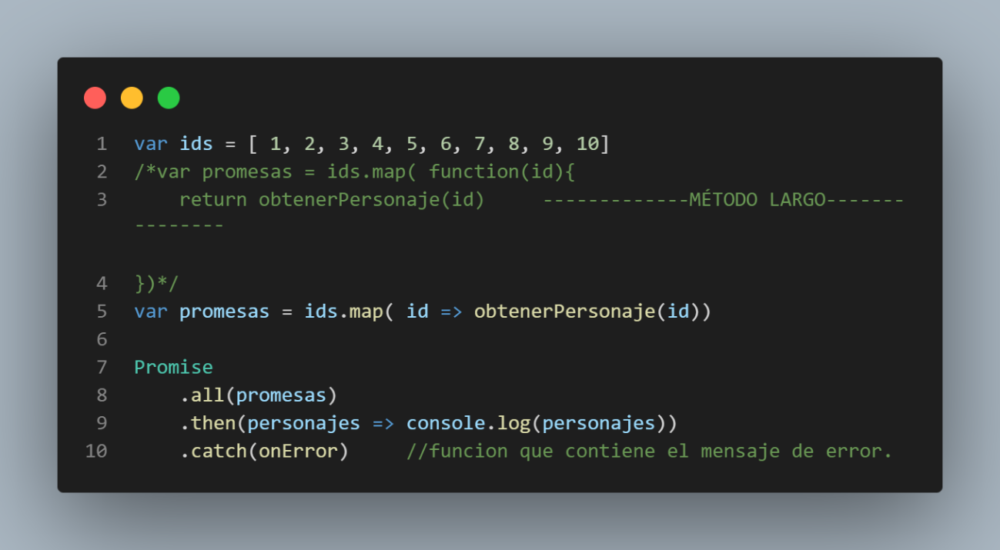 1 var ids = [ 1, 2, 3, 4, 5, 6, 7, 8, 9, 10]
2 /*var promesas = ids.map( function(id){
3     return obtenerPersonaje(id)     -------------MÉTODO LARGO-------
--------
4 })*/
5 var promesas = ids.map( id => obtenerPersonaje(id))
6
7 Promise
8     .all(promesas)
9     .then(personajes => console.log(personajes))
10     .catch(onError)     //funcion que contiene el mensaje de error.